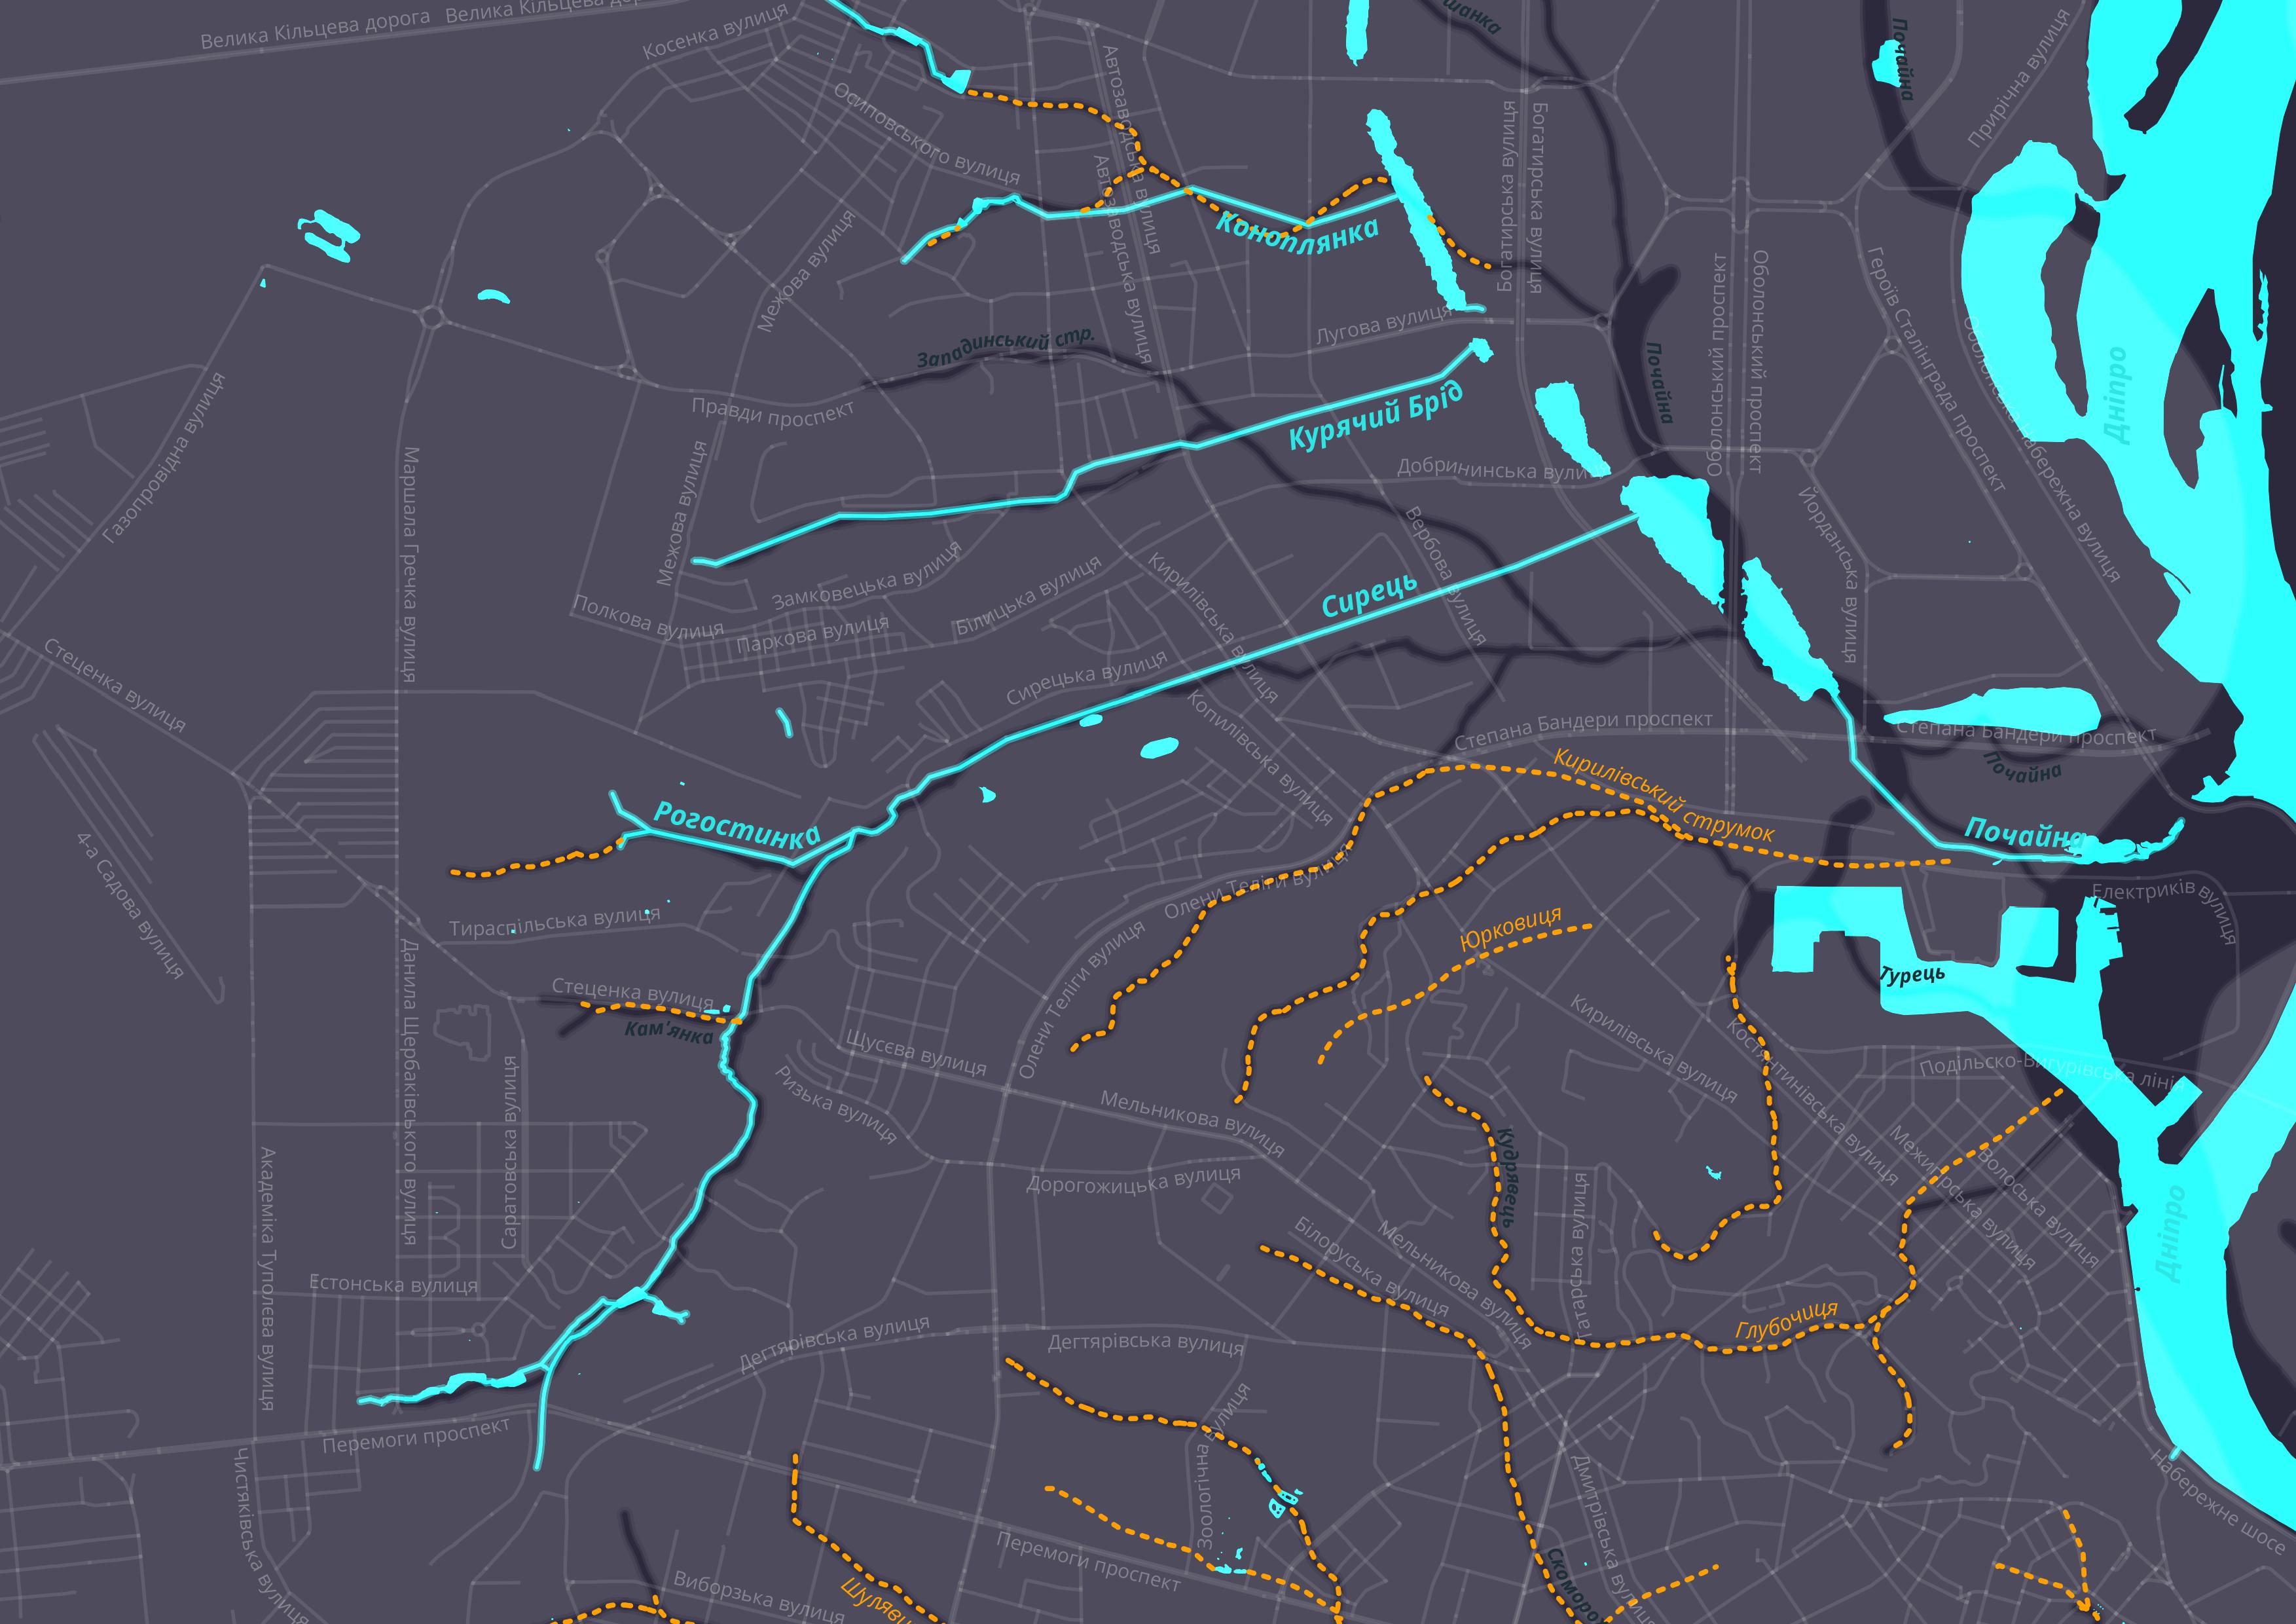 Велика Кільцева дорога
Велика Кільцева
Косенка вулиця
Почайна
Прирічна вулиця
Автозаводська вулиця
Осиповського вулиця
Богатирська вулиця
Богатирська вулиця
Автозаводська вулиця
Межова вулиця
Коноплянка
Оболонський проспект
Оболонський проспект
Героїв Сталінграда проспект
Оболонська набережна вулиця
Западинський стр.
Лугова вулиця
Почайна
Дніпро
Правди проспект
Курячий Брід
Газопровідна вулиця
Маршала Гречка вулиця
Межова вулиця
Добрининська вулиця
Вербова вулиця
Йорданська вулиця
Замковецька вулиця
Білицька вулиця
Кирилівська вулиця
Сирець
Полкова вулиця
Паркова вулиця
Стеценка вулиця
Сирецька вулиця
Копилівська вулиця
Степана Бандери проспект
Степана Бандери проспект
Почайна
Кирилівський струмок
Рогостинка
Почайна
4-а Садова вулиця
Олени Теліги вулиця
Електриків вулиця
Тираспільська вулиця
Юрковиця
Олени Теліги вулиця
Данила Щербаківського вулиця
Турець
Стеценка вулиця
Кам'янка
Кирилівська вулиця
Костянтинівська вулиця
Щусєва вулиця
Саратовська вулиця
Ризька вулиця
Подільсько-Вигурівська лінія
Мельникова вулиця
Кудрявець
Межигірська вулиця
Волоська вулиця
Дорогожицька вулиця
Академіка Туполєва вулиця
Татарська вулиця
Білоруська вулиця
Мельникова вулиця
Дніпро
Естонська вулиця
Глубочиця
Дегтярівська вулиця
Дегтярівська вулиця
Перемоги проспект
Зоологічна вулиця
Чистяківська вулиця
Дмитрівська вулиця
Набережне шосе
Перемоги проспект
Виборзька вулиця